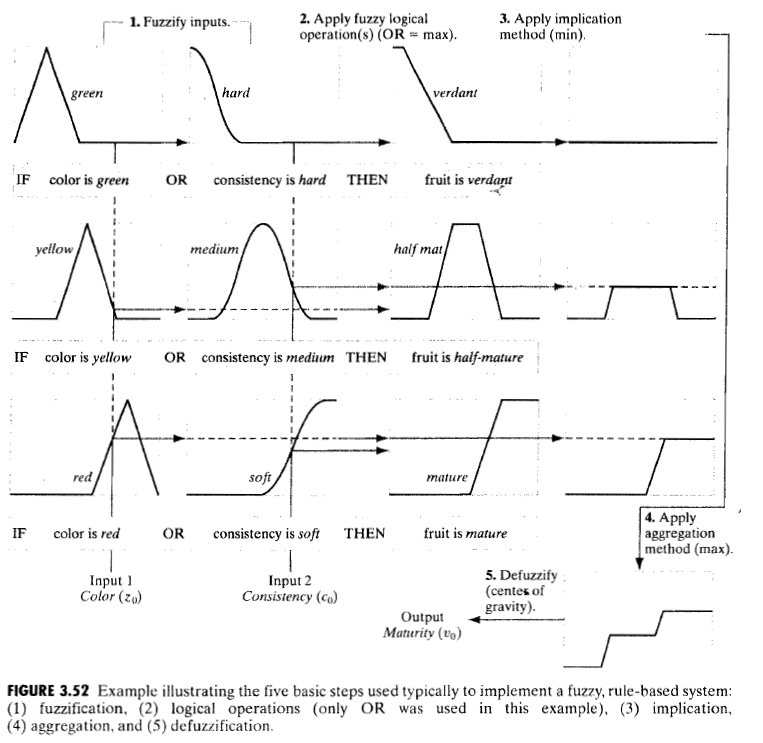 1. Fuzzify inputs.
2. Apply fuzzy logical
operation(s) (OR = max).
3. Apply implication
method (min).
green
hard
verdant
IF color is green OR consistency is hard THEN fruit is verdant
yellow
medium
half mat
IF color is yellow OR consistency is medium THEN fruit is half-mature
red
soft
mature
IF color is red OR consistency is soft THEN fruit is mature
4. Apply
aggregation
method (max).
Input 1
Color (z₀)
Input 2
Consistency (c₀)
5. Defuzzify
(center of
gravity).
Output
Maturity (v₀)
FIGURE 3.52 Example illustrating the five basic steps used typically to implement a fuzzy, rule-based system:
(1) fuzzification, (2) logical operations (only OR was used in this example), (3) implication,
(4) aggregation, and (5) defuzzification.